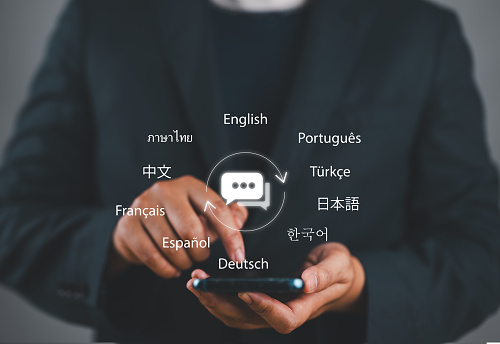 English
ภาษาไทย
Português
中文
Türkçe
Français
日本語
Español
한국어
Deutsch